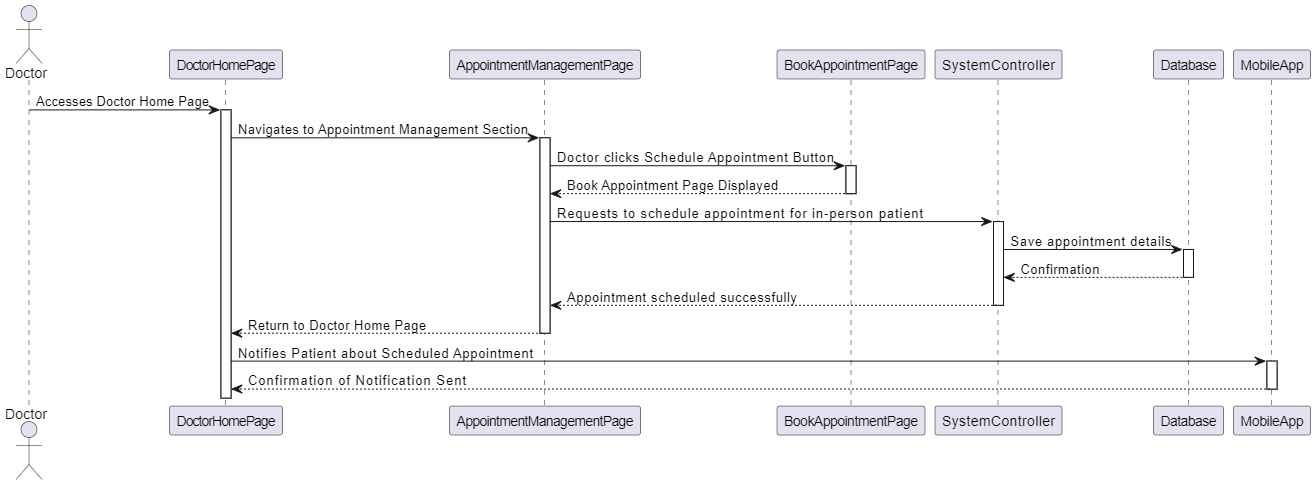 Doctor
DoctorHomePage
AppointmentManagementPage
BookAppointmentPage
SystemController
Database
MobileApp
Accesses Doctor Home Page
Navigates to Appointment Management Section
Doctor clicks Schedule Appointment Button
Book Appointment Page Displayed
Requests to schedule appointment for in-person patient
Save appointment details
Confirmation
Appointment scheduled successfully
Return to Doctor Home Page
Notifies Patient about Scheduled Appointment
Confirmation of Notification Sent
Doctor
DoctorHomePage
AppointmentManagementPage
BookAppointmentPage
SystemController
Database
MobileApp